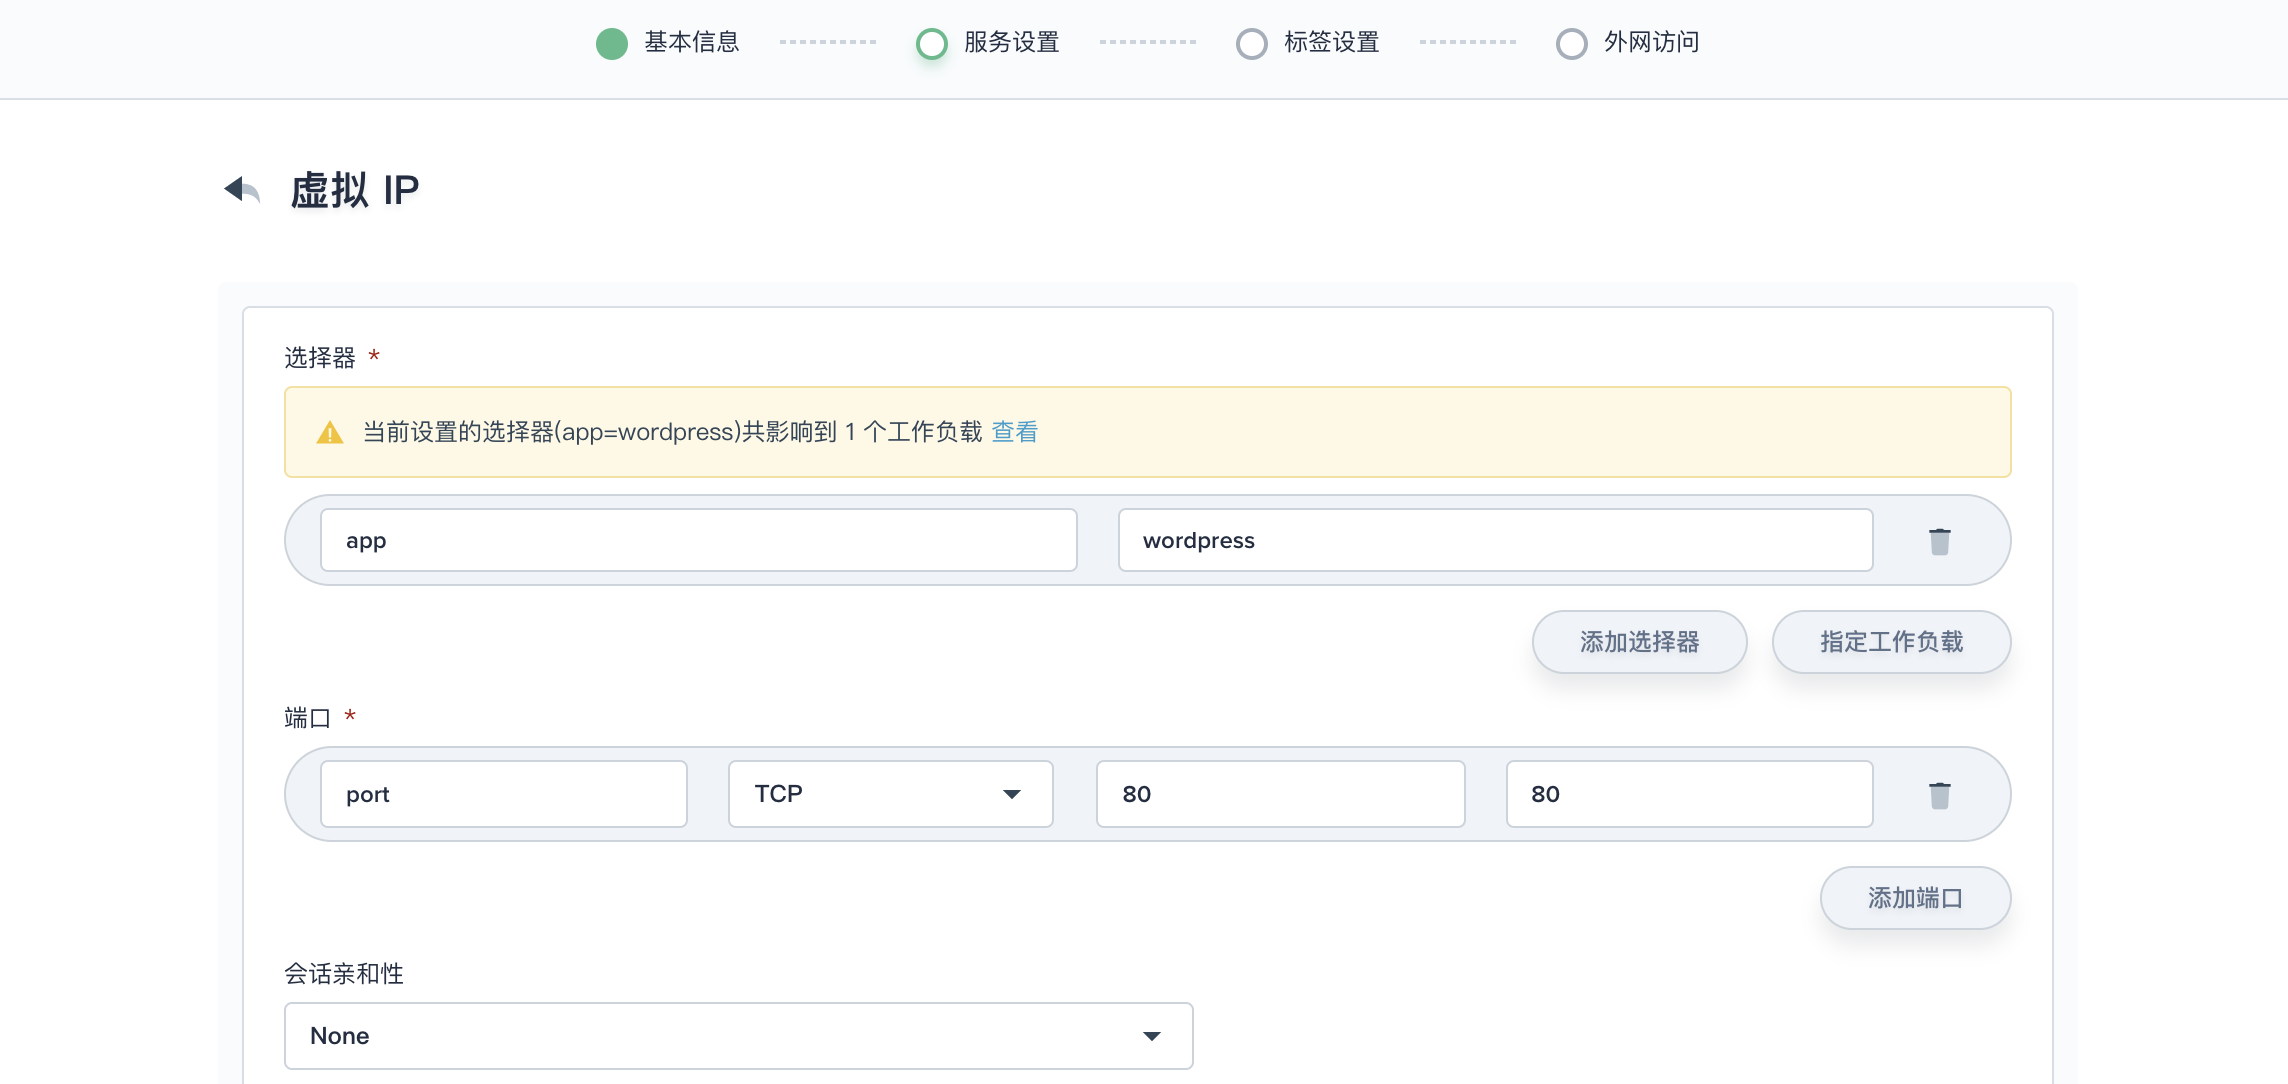 基本信息 服务设置 标签设置 外网访问
虚拟 IP
选择器 *
当前设置的选择器(app=wordpress)共影响到 1 个工作负载 查看
app wordpress
添加选择器 指定工作负载
端口 *
port TCP 80 80
添加端口
会话亲和性
None